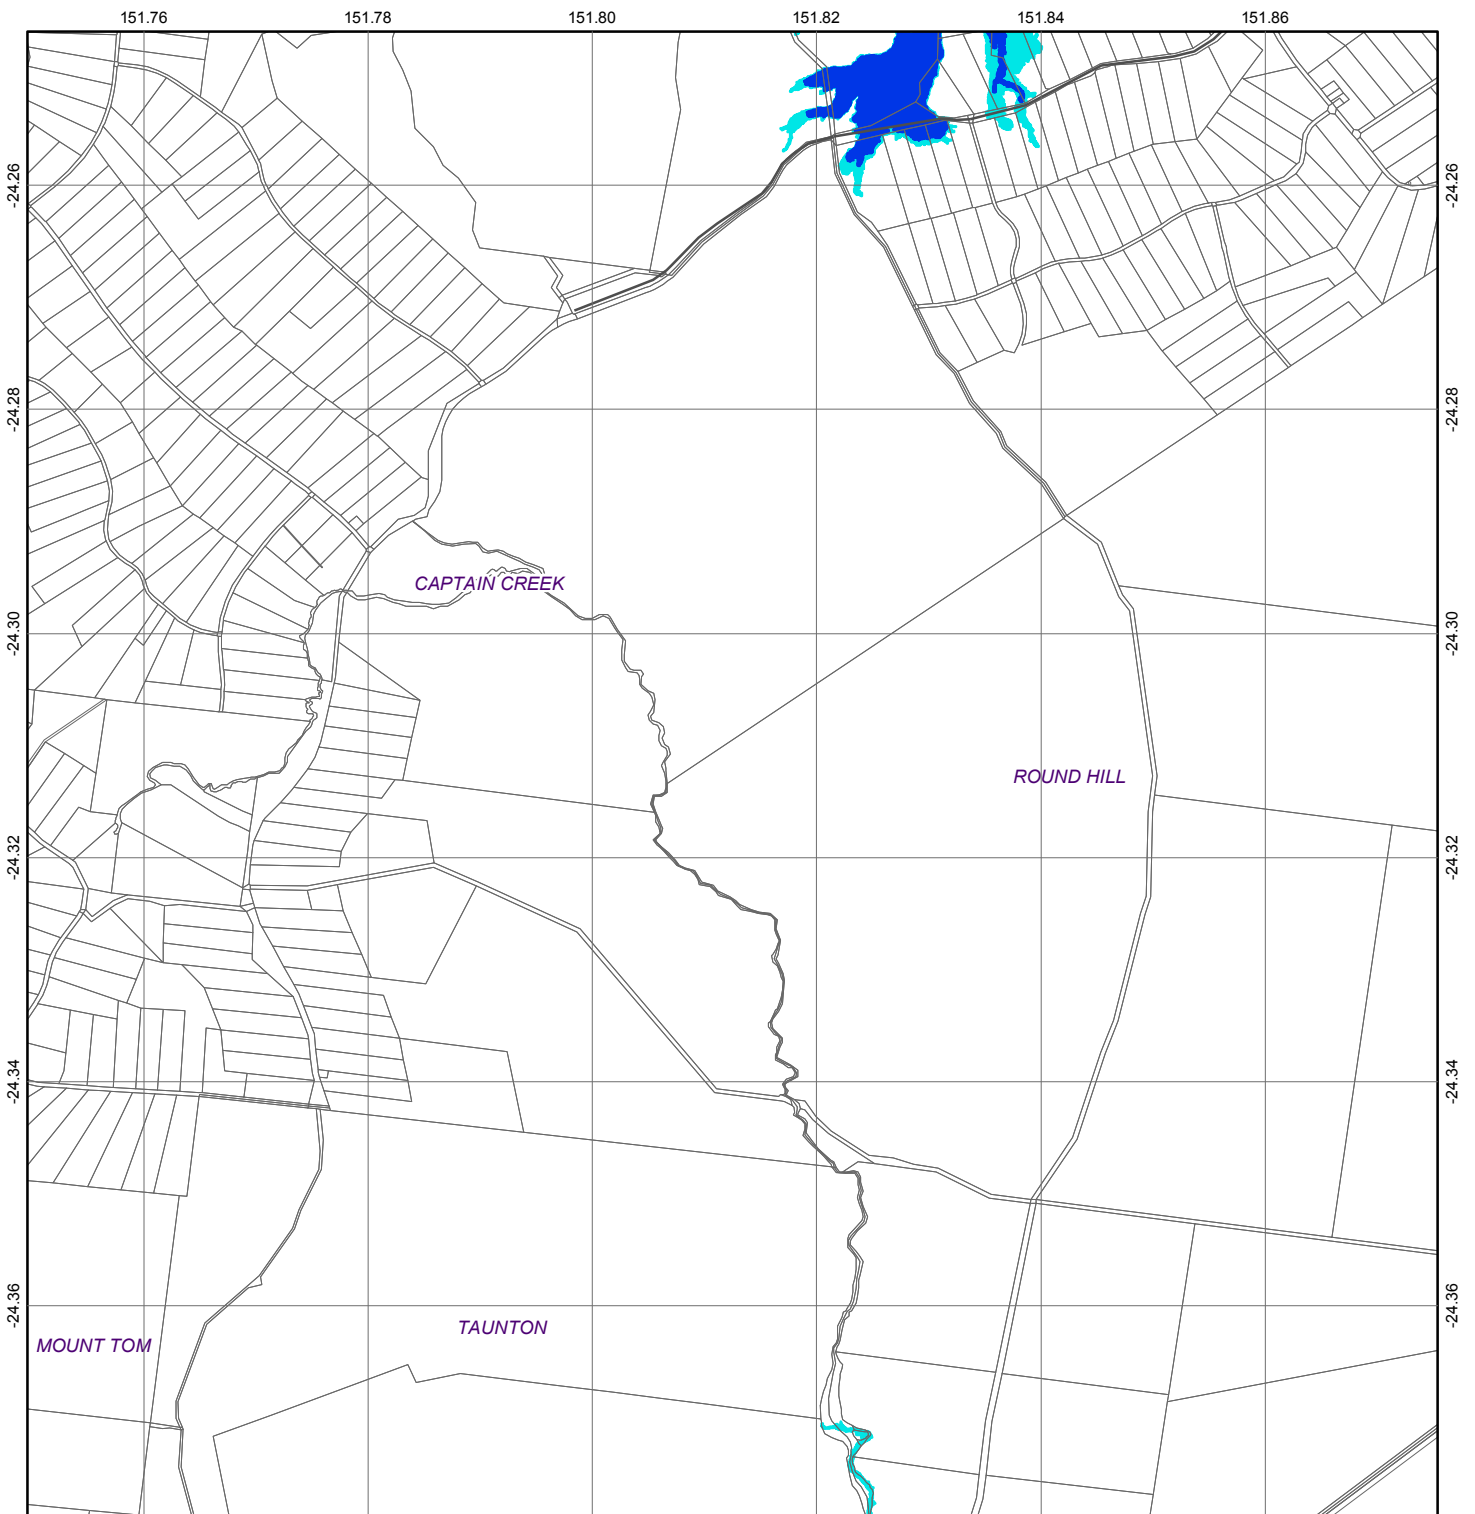 151.76 151.78 151.80 151.82 151.84 151.86
-24.26 -24.26
-24.28 -24.28
CAPTAIN CREEK
-24.30 -24.30
ROUND HILL
-24.32 -24.32
-24.34 -24.34
-24.36 -24.36
TAUNTON
MOUNT TOM